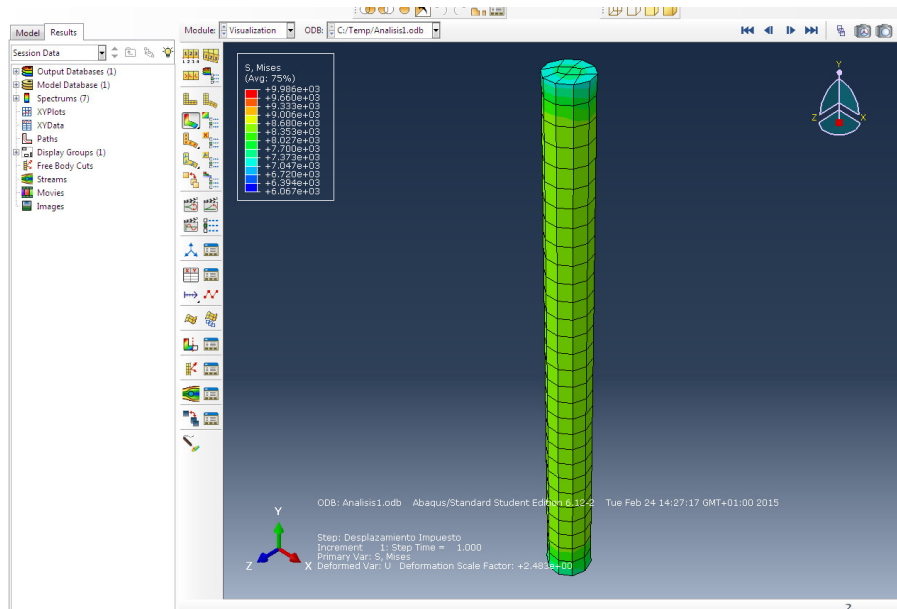 Model Results
Module: Visualization ODB: C:/Temp/Analisis1.odb
Session Data
Output Databases (1)
Model Database (1)
Spectrums (7)
XYPlots
XYData
Paths
Display Groups (1)
Free Body Cuts
Streams
Movies
Images
S, Mises
(Avg: 75%)
+9.986e+03
+9.660e+03
+9.333e+03
+9.006e+03
+8.680e+03
+8.353e+03
+8.027e+03
+7.700e+03
+7.373e+03
+7.047e+03
+6.720e+03
+6.394e+03
+6.067e+03
Y
Z X
ODB: Analisis1.odb Abaqus/Standard Student Edition 6.12-2 Tue Feb 24 14:27:17 GMT+01:00 2015
Y
Z X
Step: Desplazamiento Impuesto
Increment 1: Step Time = 1.000
Primary Var: S, Mises
Deformed Var: U Deformation Scale Factor: +2.483e+00